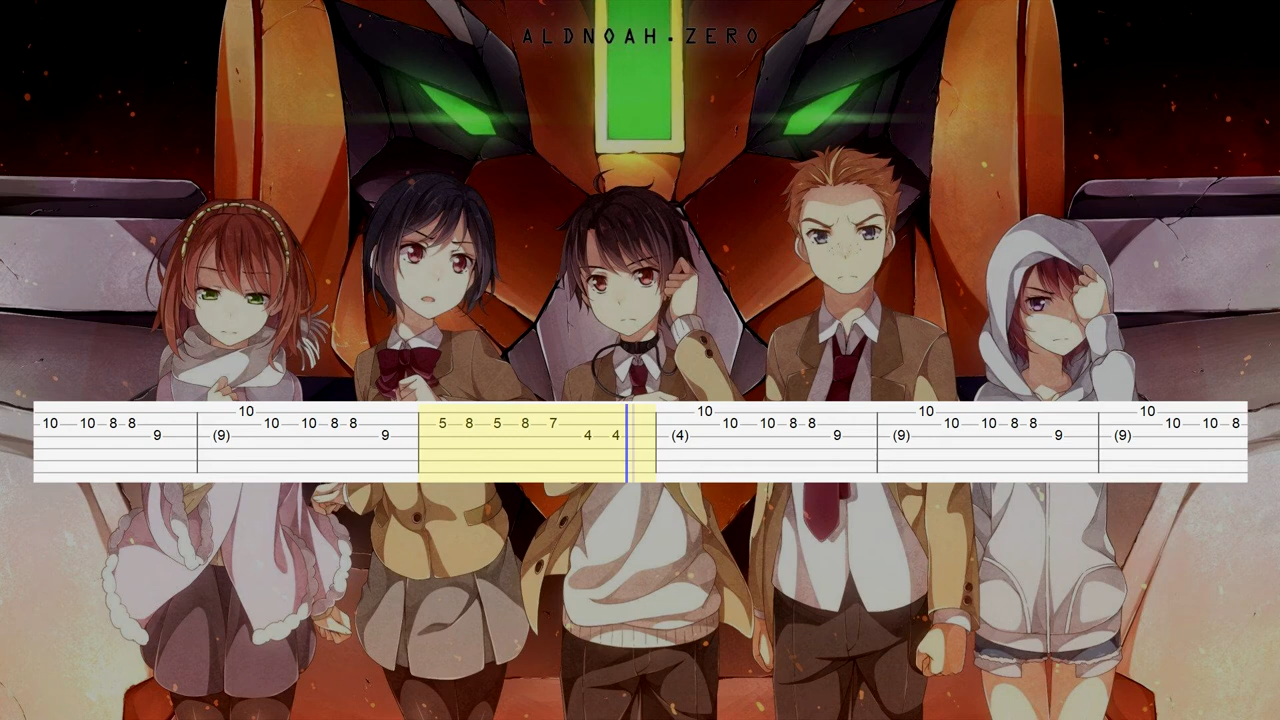 ALDNOAH.ZERO
10 10 10 10 10
10 10 8 8 10 10 8 8 5 8 5 8 7 10 10 8 8 10 10 8 8 10 10 8
9 (9) 9 4 4 (4) 9 (9) 9 (9)